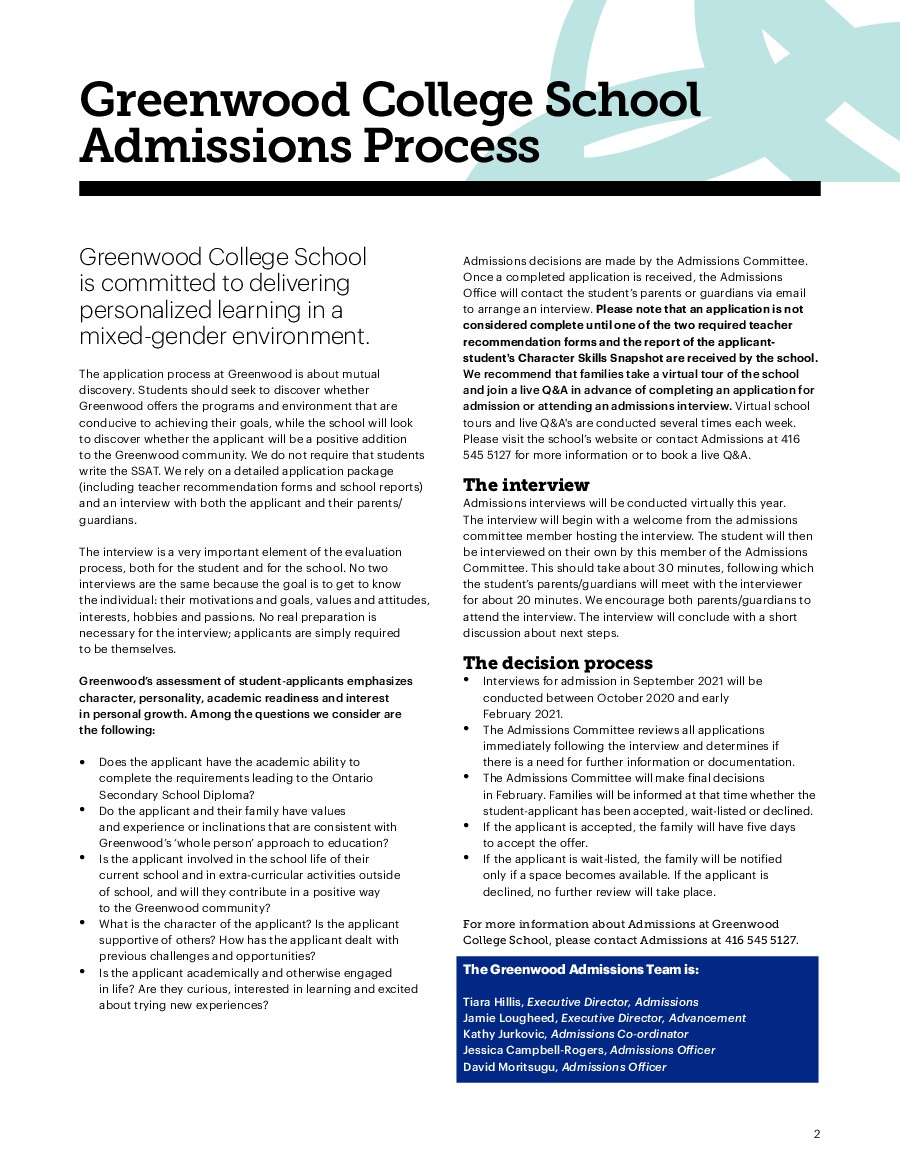 Greenwood College School
Admissions Process
Greenwood College School
is committed to delivering
personalized learning in a
mixed-gender environment.
The application process at Greenwood is about mutual
discovery. Students should seek to discover whether
Greenwood offers the programs and environment that are
conducive to achieving their goals, while the school will look
to discover whether the applicant will be a positive addition
to the Greenwood community. We do not require that students
write the SSAT. We rely on a detailed application package
(including teacher recommendation forms and school reports)
and an interview with both the applicant and their parents/
guardians.
The interview is a very important element of the evaluation
process, both for the student and for the school. No two
interviews are the same because the goal is to get to know
the individual: their motivations and goals, values and attitudes,
interests, hobbies and passions. No real preparation is
necessary for the interview; applicants are simply required
to be themselves.
Greenwood's assessment of student-applicants emphasizes
character, personality, academic readiness and interest
in personal growth. Among the questions we consider are
the following:
• Does the applicant have the academic ability to
complete the requirements leading to the Ontario
Secondary School Diploma?
• Do the applicant and their family have values
and experience or inclinations that are consistent with
Greenwood's 'whole person' approach to education?
• Is the applicant involved in the school life of their
current school and in extra-curricular activities outside
of school, and will they contribute in a positive way
to the Greenwood community?
• What is the character of the applicant? Is the applicant
supportive of others? How has the applicant dealt with
previous challenges and opportunities?
• Is the applicant academically and otherwise engaged
in life? Are they curious, interested in learning and excited
about trying new experiences?
Admissions decisions are made by the Admissions Committee.
Once a completed application is received, the Admissions
Office will contact the student's parents or guardians via email
to arrange an interview. Please note that an application is not
considered complete until one of the two required teacher
recommendation forms and the report of the applicant-
student's Character Skills Snapshot are received by the school.
We recommend that families take a virtual tour of the school
and join a live Q&A in advance of completing an application for
admission or attending an admissions interview. Virtual school
tours and live Q&A's are conducted several times each week.
Please visit the school's website or contact Admissions at 416
545 5127 for more information or to book a live Q&A.
The interview
Admissions interviews will be conducted virtually this year.
The interview will begin with a welcome from the admissions
committee member hosting the interview. The student will then
be interviewed on their own by this member of the Admissions
Committee. This should take about 30 minutes, following which
the student's parents/guardians will meet with the interviewer
for about 20 minutes. We encourage both parents/guardians to
attend the interview. The interview will conclude with a short
discussion about next steps.
The decision process
• Interviews for admission in September 2021 will be
conducted between October 2020 and early
February 2021.
• The Admissions Committee reviews all applications
immediately following the interview and determines if
there is a need for further information or documentation.
• The Admissions Committee will make final decisions
in February. Families will be informed at that time whether the
student-applicant has been accepted, wait-listed or declined.
• If the applicant is accepted, the family will have five days
to accept the offer.
• If the applicant is wait-listed, the family will be notified
only if a space becomes available. If the applicant is
declined, no further review will take place.
For more information about Admissions at Greenwood
College School, please contact Admissions at 416 545 5127.
The Greenwood Admissions Team is:
Tiara Hillis, Executive Director, Admissions
Jamie Lougheed, Executive Director, Advancement
Kathy Jurkovic, Admissions Co-ordinator
Jessica Campbell-Rogers, Admissions Officer
David Moritsugu, Admissions Officer
2